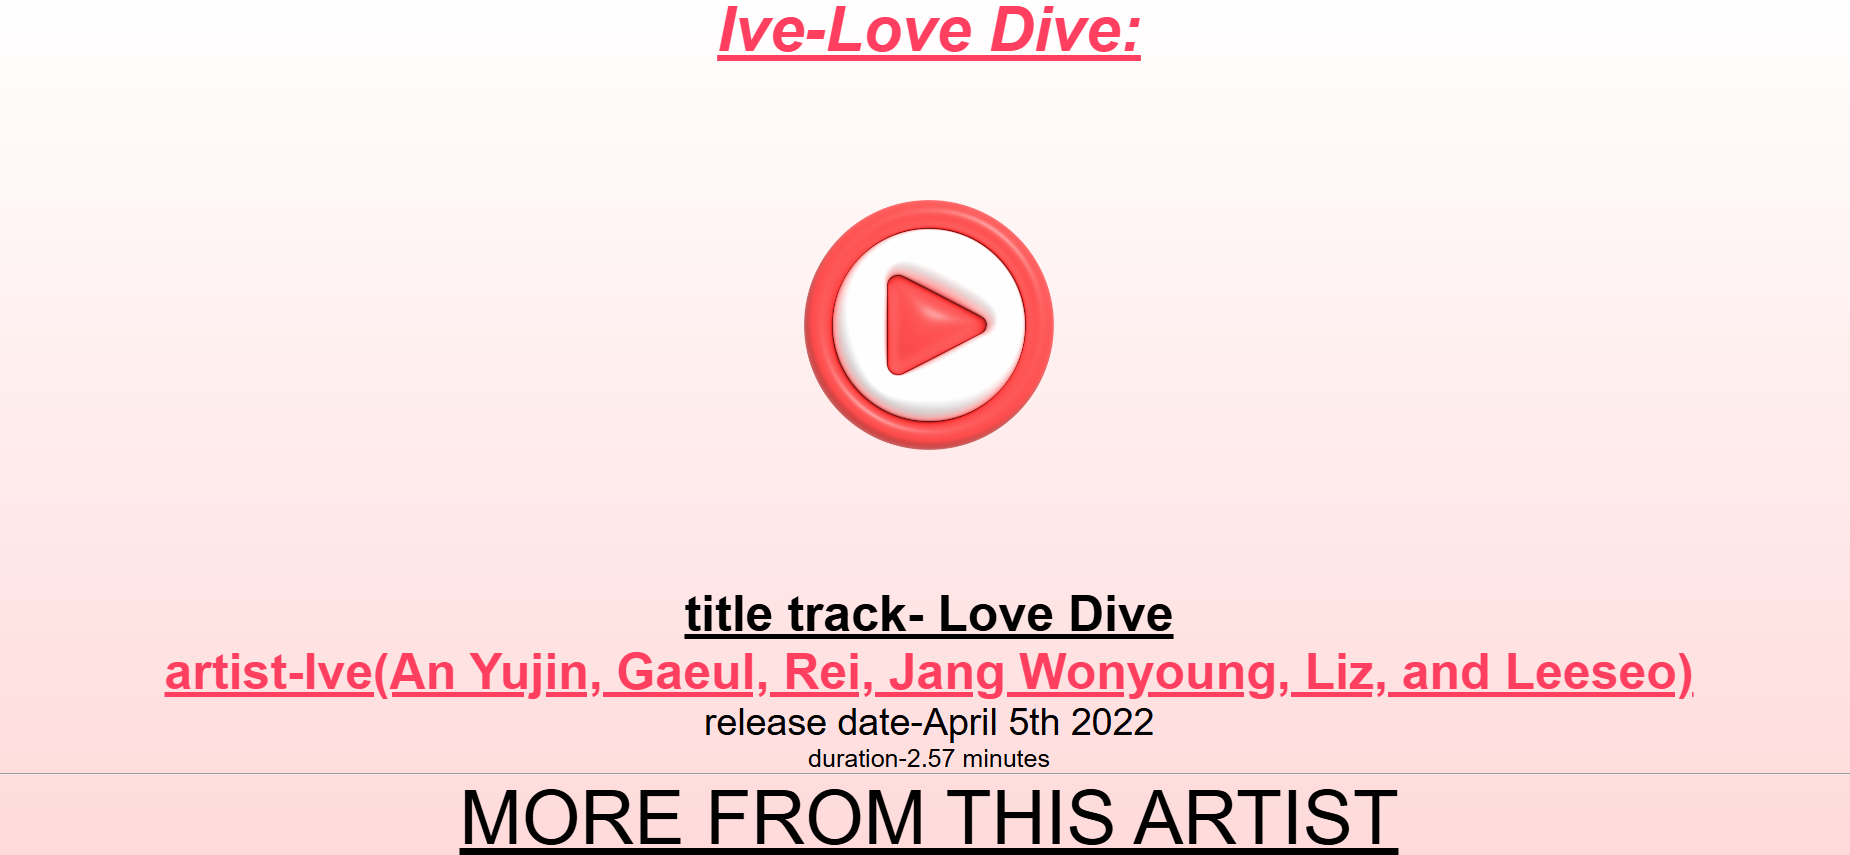 Ive-Love Dive:
title track- Love Dive
artist-Ive(An Yujin, Gaeul, Rei, Jang Wonyoung, Liz, and Leeseo)
release date-April 5th 2022
duration-2.57 minutes
MORE FROM THIS ARTIST